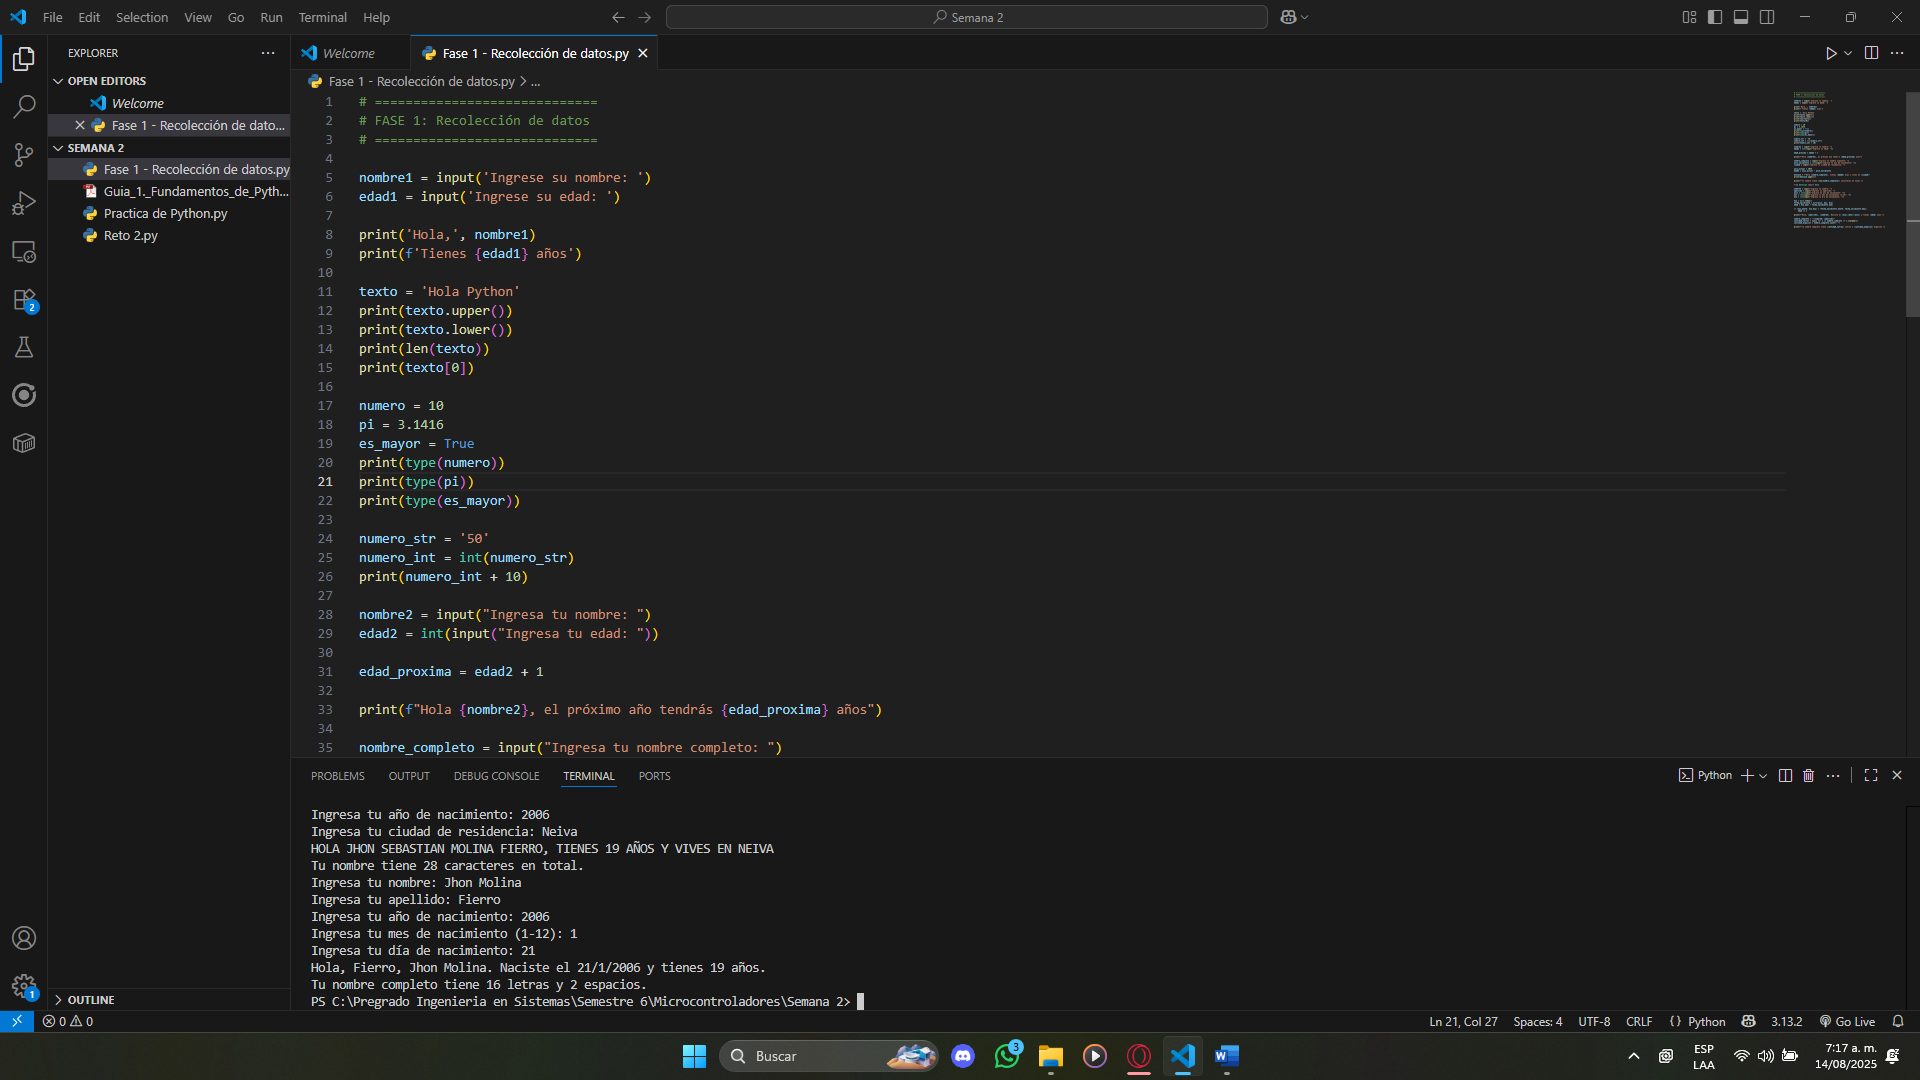 File Edit Selection View Go Run Terminal Help
Semana 2
EXPLORER
OPEN EDITORS
Welcome
Fase 1 - Recolección de dato...
SEMANA 2
Fase 1 - Recolección de datos.py
Guia_1._Fundamentos_de_Pyth...
Practica de Python.py
Reto 2.py
OUTLINE
2
1
Welcome
Fase 1 - Recolección de datos.py
Fase 1 - Recolección de datos.py > ...
1 # =============================
2 # FASE 1: Recolección de datos
3 # =============================
4
5 nombre1 = input('Ingrese su nombre: ')
6 edad1 = input('Ingrese su edad: ')
7
8 print('Hola,', nombre1)
9 print(f'Tienes {edad1} años')
10
11 texto = 'Hola Python'
12 print(texto.upper())
13 print(texto.lower())
14 print(len(texto))
15 print(texto[0])
16
17 numero = 10
18 pi = 3.1416
19 es_mayor = True
20 print(type(numero))
21 print(type(pi))
22 print(type(es_mayor))
23
24 numero_str = '50'
25 numero_int = int(numero_str)
26 print(numero_int + 10)
27
28 nombre2 = input("Ingresa tu nombre: ")
29 edad2 = int(input("Ingresa tu edad: "))
30
31 edad_proxima = edad2 + 1
32
33 print(f"Hola {nombre2}, el próximo año tendrás {edad_proxima} años")
34
35 nombre_completo = input("Ingresa tu nombre completo: ")
PROBLEMS OUTPUT DEBUG CONSOLE TERMINAL PORTS
Python
Ingresa tu año de nacimiento: 2006
Ingresa tu ciudad de residencia: Neiva
HOLA JHON SEBASTIAN MOLINA FIERRO, TIENES 19 AÑOS Y VIVES EN NEIVA
Tu nombre tiene 28 caracteres en total.
Ingresa tu nombre: Jhon Molina
Ingresa tu apellido: Fierro
Ingresa tu año de nacimiento: 2006
Ingresa tu mes de nacimiento (1-12): 1
Ingresa tu día de nacimiento: 21
Hola, Fierro, Jhon Molina. Naciste el 21/1/2006 y tienes 19 años.
Tu nombre completo tiene 16 letras y 2 espacios.
PS C:\Pregrado Ingenieria en Sistemas\Semestre 6\Microcontroladores\Semana 2>
0 0
Ln 21, Col 27 Spaces: 4 UTF-8 CRLF {} Python 3.13.2 Go Live
Buscar
3
ESP
LAA
7:17 a. m.
14/08/2025